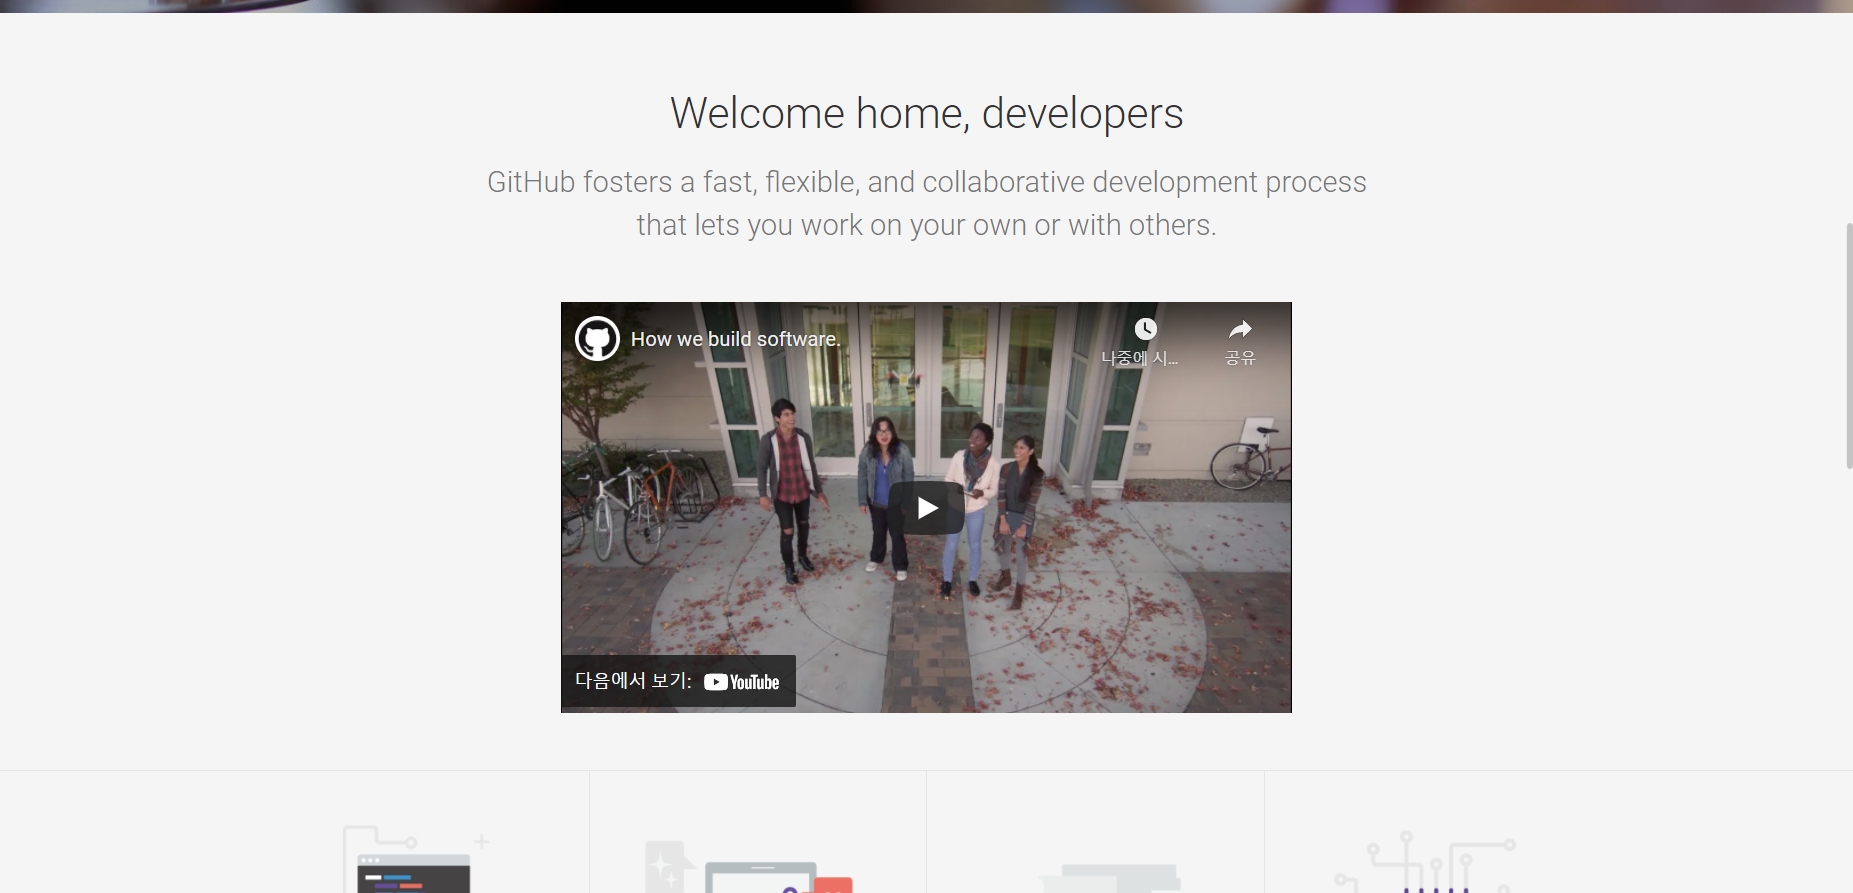 Welcome home, developers
GitHub fosters a fast, flexible, and collaborative development process
that lets you work on your own or with others.
How we build software.
나중에 시...
공유
다음에서 보기: YouTube